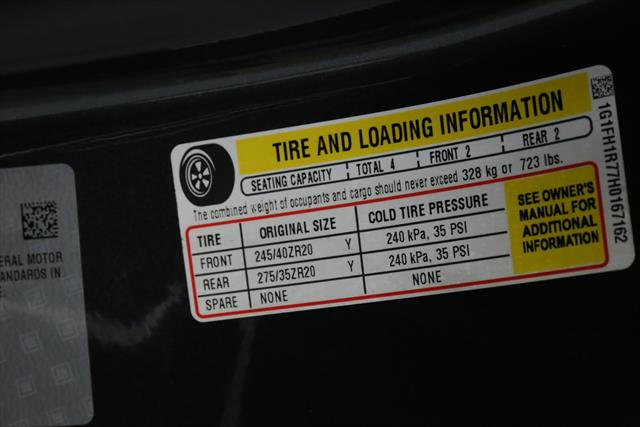 TIRE AND LOADING INFORMATION
SEATING CAPACITY TOTAL 4 FRONT 2 REAR 2
The combined weight of occupants and cargo should never exceed 328 kg or 723 lbs.
TIRE ORIGINAL SIZE COLD TIRE PRESSURE
FRONT 245/40ZR20 Y 240 kPa, 35 PSI
REAR 275/35ZR20 Y 240 kPa, 35 PSI
SPARE NONE NONE
SEE OWNER'S
MANUAL FOR
ADDITIONAL
INFORMATION
1G1FH1R77H0167162
ERAL MOTOR
TANDARDS IN
E.